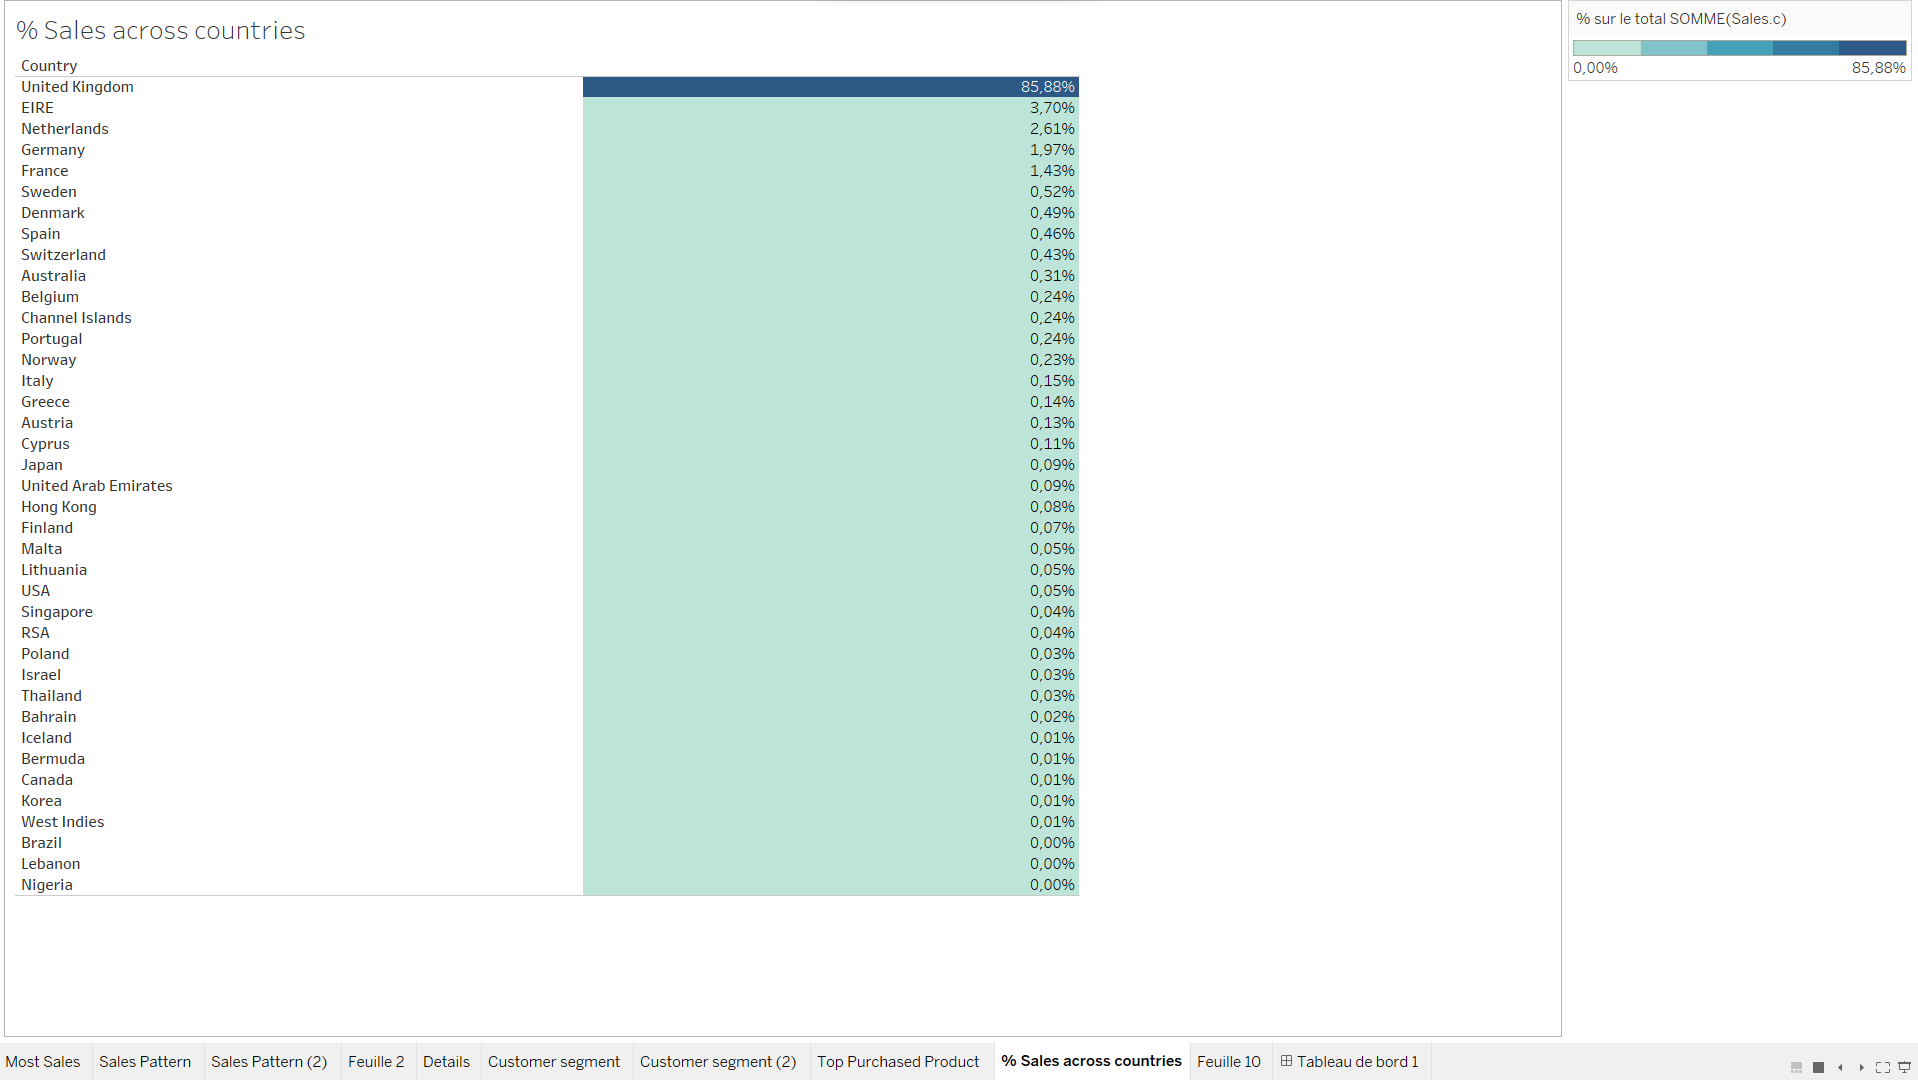 % Sales across countries
Country
United Kingdom 85,88%
EIRE 3,70%
Netherlands 2,61%
Germany 1,97%
France 1,43%
Sweden 0,52%
Denmark 0,49%
Spain 0,46%
Switzerland 0,43%
Australia 0,31%
Belgium 0,24%
Channel Islands 0,24%
Portugal 0,24%
Norway 0,23%
Italy 0,15%
Greece 0,14%
Austria 0,13%
Cyprus 0,11%
Japan 0,09%
United Arab Emirates 0,09%
Hong Kong 0,08%
Finland 0,07%
Malta 0,05%
Lithuania 0,05%
USA 0,05%
Singapore 0,04%
RSA 0,04%
Poland 0,03%
Israel 0,03%
Thailand 0,03%
Bahrain 0,02%
Iceland 0,01%
Bermuda 0,01%
Canada 0,01%
Korea 0,01%
West Indies 0,01%
Brazil 0,00%
Lebanon 0,00%
Nigeria 0,00%
% sur le total SOMME(Sales.c)
0,00% 85,88%
Most Sales Sales Pattern Sales Pattern (2) Feuille 2 Details Customer segment Customer segment (2) Top Purchased Product % Sales across countries Feuille 10 Tableau de bord 1